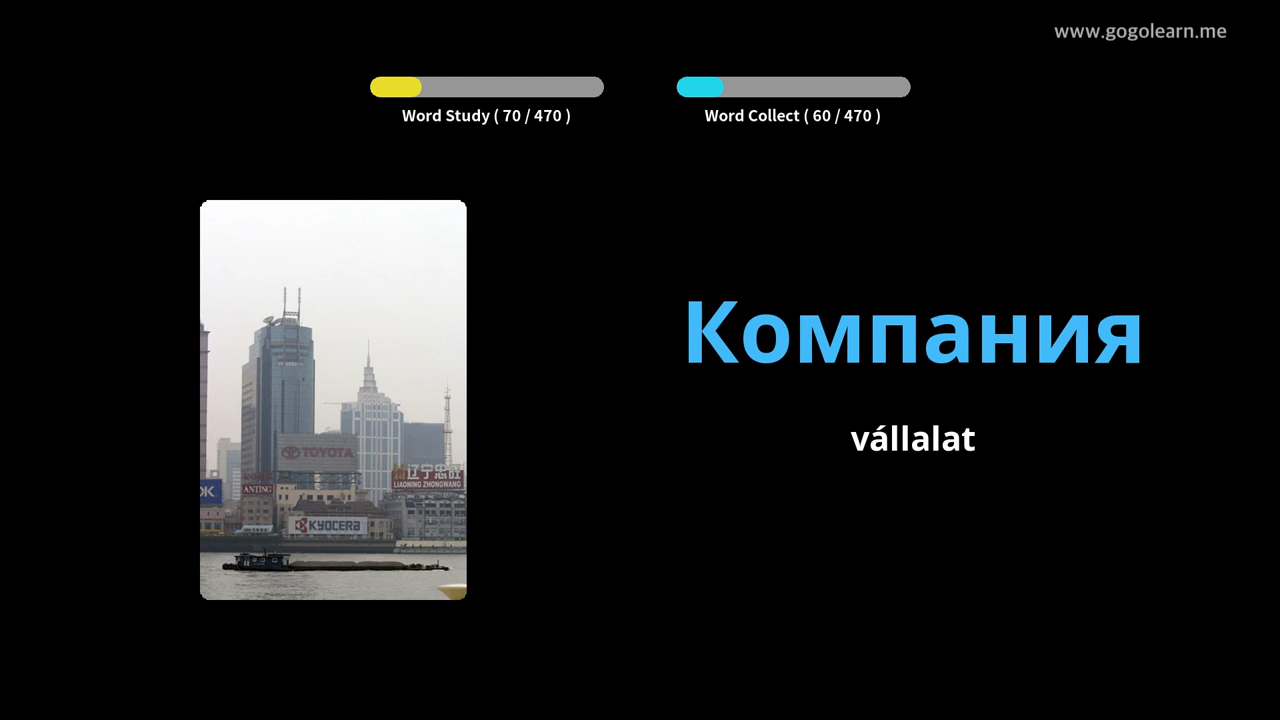 www.gogolearn.me
Word Study ( 70 / 470 )
Word Collect ( 60 / 470 )
Компания
vállalat
TOYOTA
辽宁忠旺
LIAONING ZHONGWANG
ANTING
KYOCERA